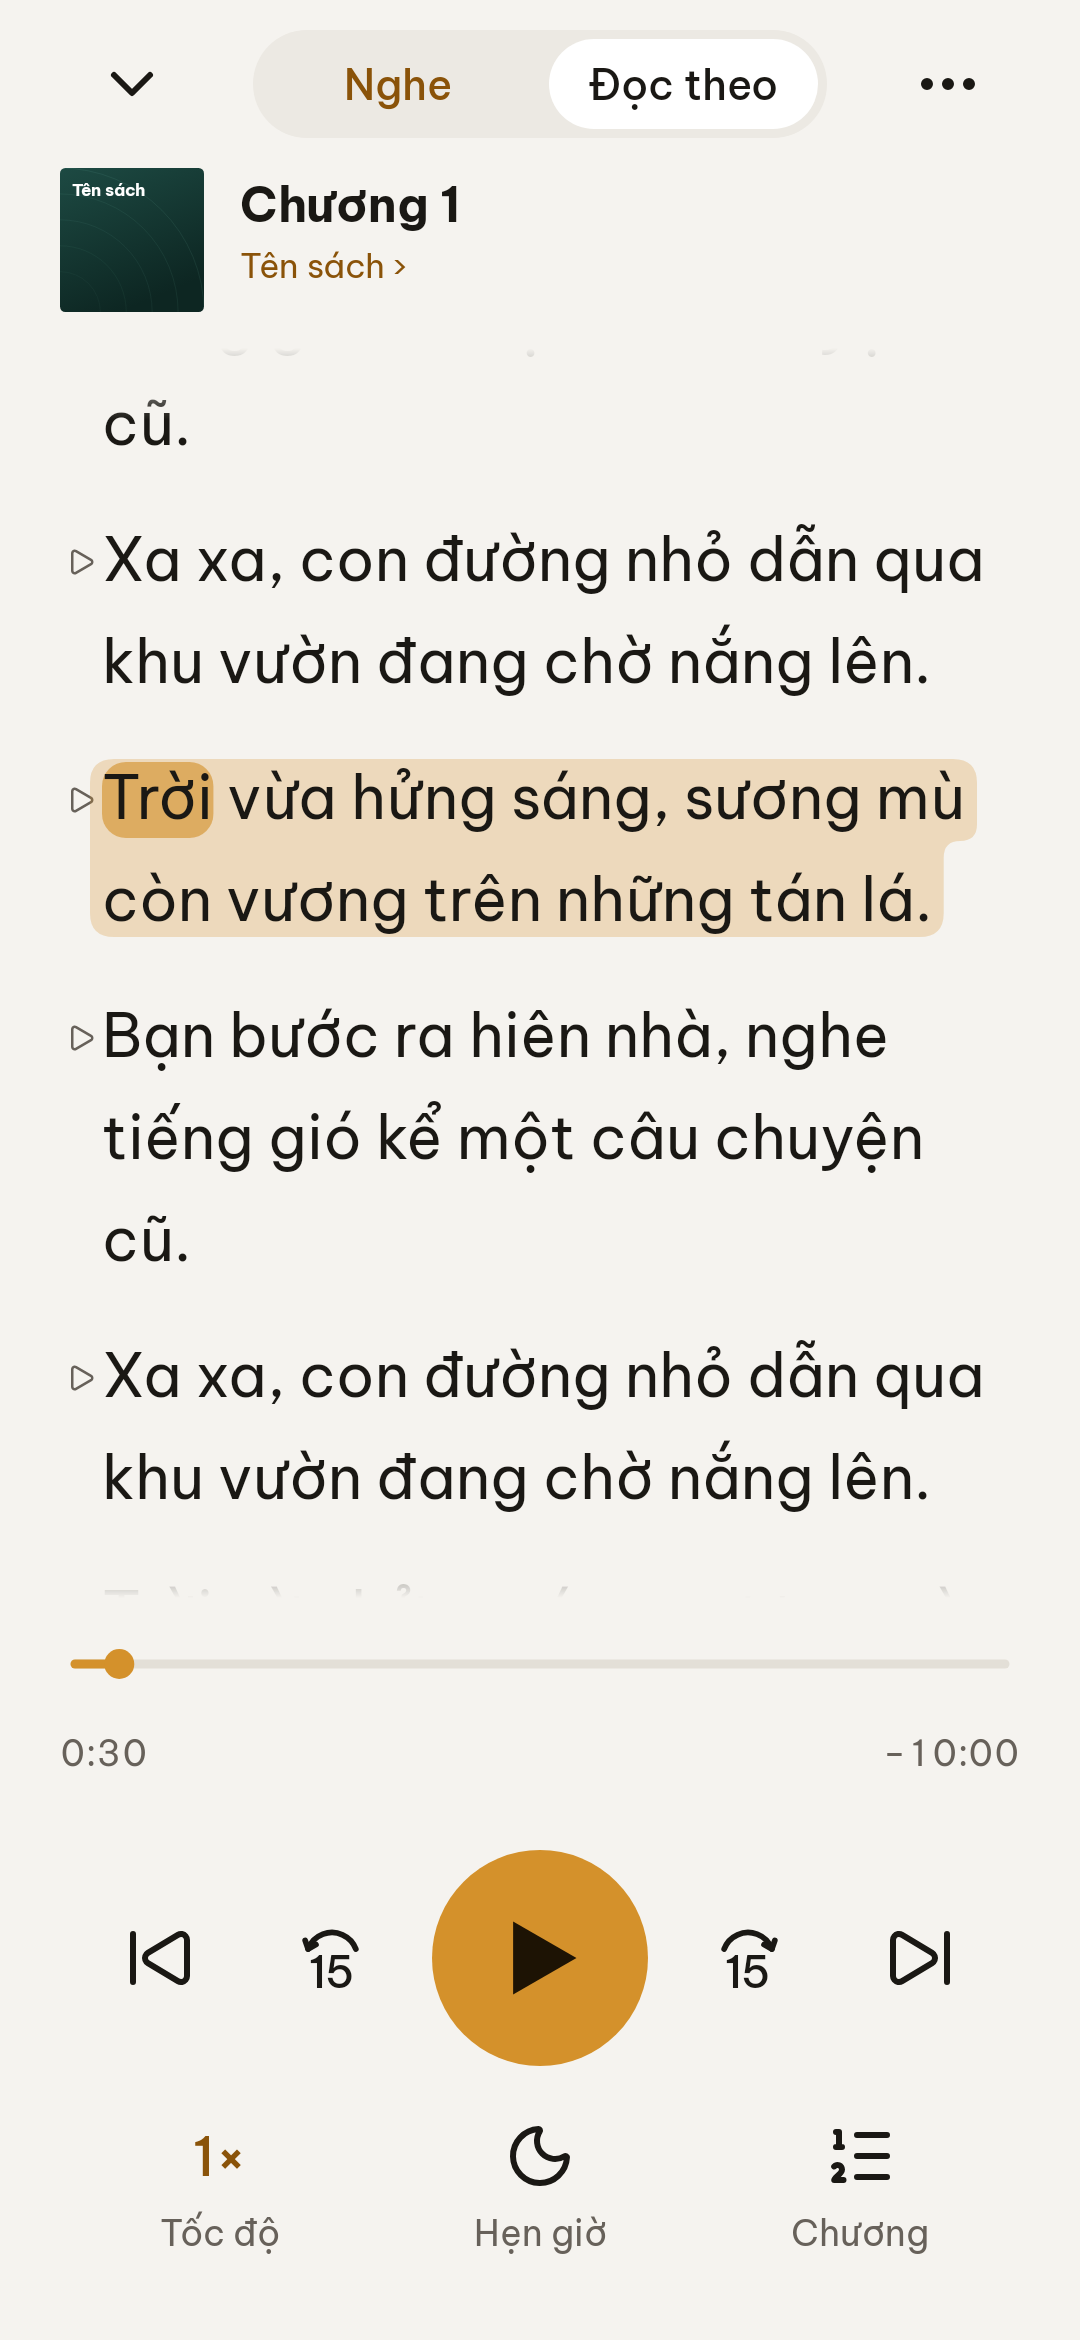 Nghe Đọc theo
Tên sách
Chương 1
Tên sách >
cũ.
Xa xa, con đường nhỏ dẫn qua
khu vườn đang chờ nắng lên.
Trời vừa hửng sáng, sương mù
còn vương trên những tán lá.
Bạn bước ra hiên nhà, nghe
tiếng gió kể một câu chuyện
cũ.
Xa xa, con đường nhỏ dẫn qua
khu vườn đang chờ nắng lên.
0:30 -10:00
15 15
1×
Tốc độ Hẹn giờ Chương